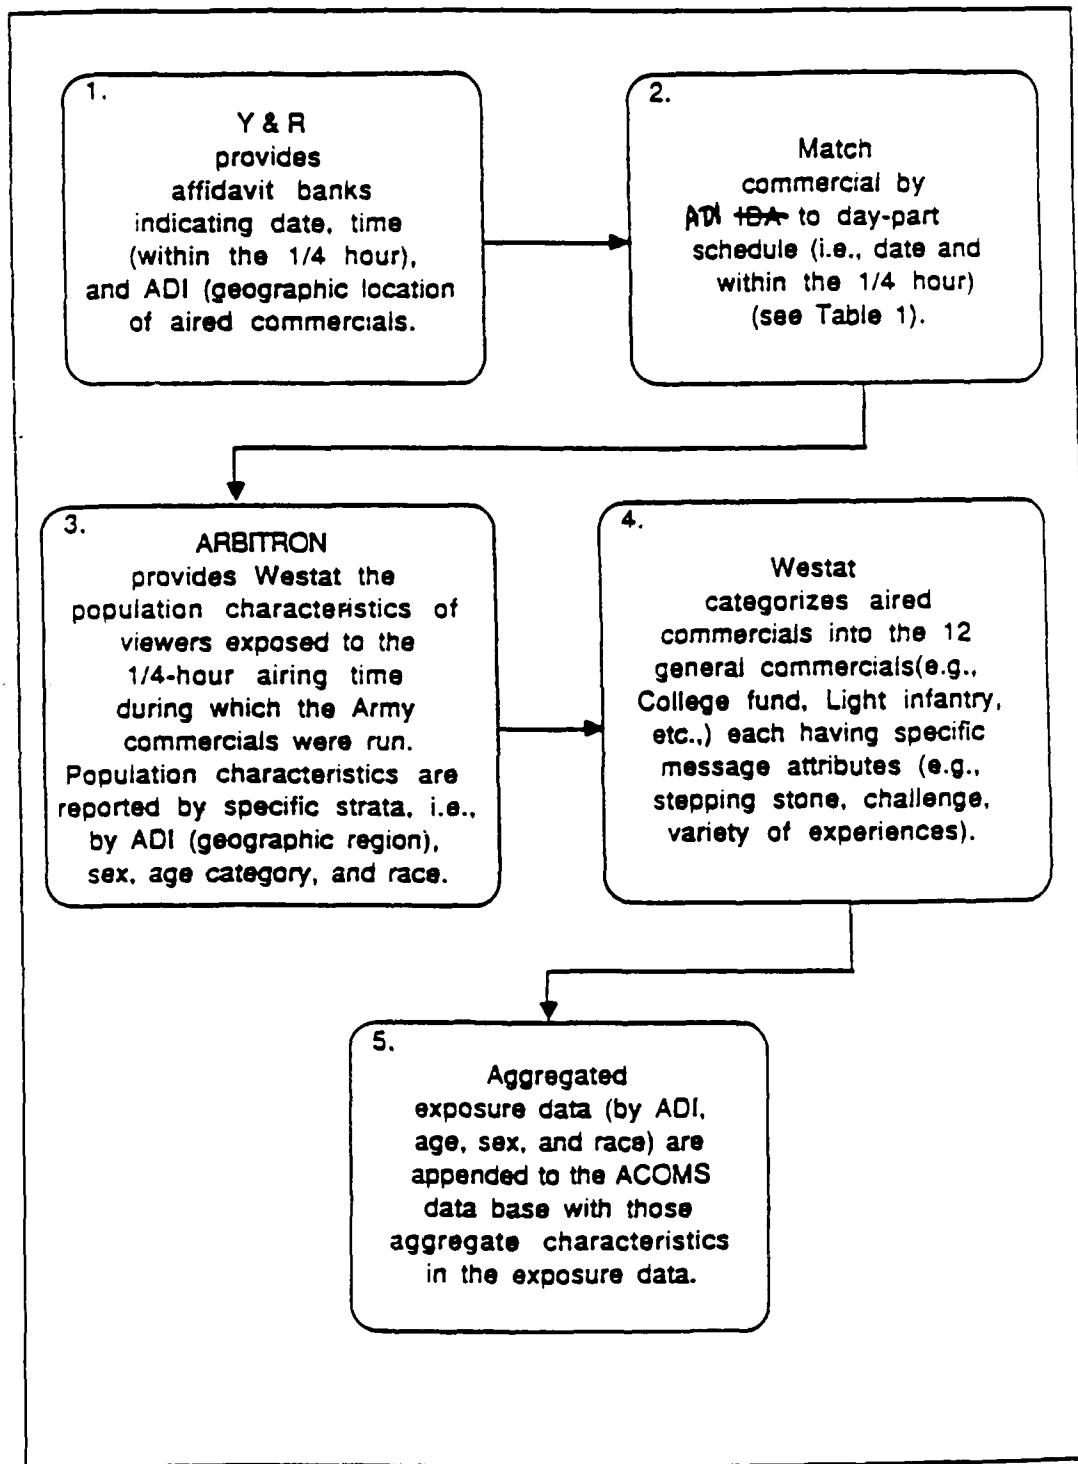 1.
Y & R
provides
affidavit banks
indicating date, time
(within the 1/4 hour),
and ADI (geographic location
of aired commercials.
2.
Match
commercial by
ADI IDA to day-part
schedule (i.e., date and
within the 1/4 hour)
(see Table 1).
3.
ARBITRON
provides Westat the
population characteristics of
viewers exposed to the
1/4-hour airing time
during which the Army
commercials were run.
Population characteristics are
reported by specific strata, i.e.,
by ADI (geographic region),
sex, age category, and race.
4.
Westat
categorizes aired
commercials into the 12
general commercials(e.g.,
College fund, Light infantry,
etc.,) each having specific
message attributes (e.g.,
stepping stone, challenge,
variety of experiences).
5.
Aggregated
exposure data (by ADI,
age, sex, and race) are
appended to the ACOMS
data base with those
aggregate characteristics
in the exposure data.